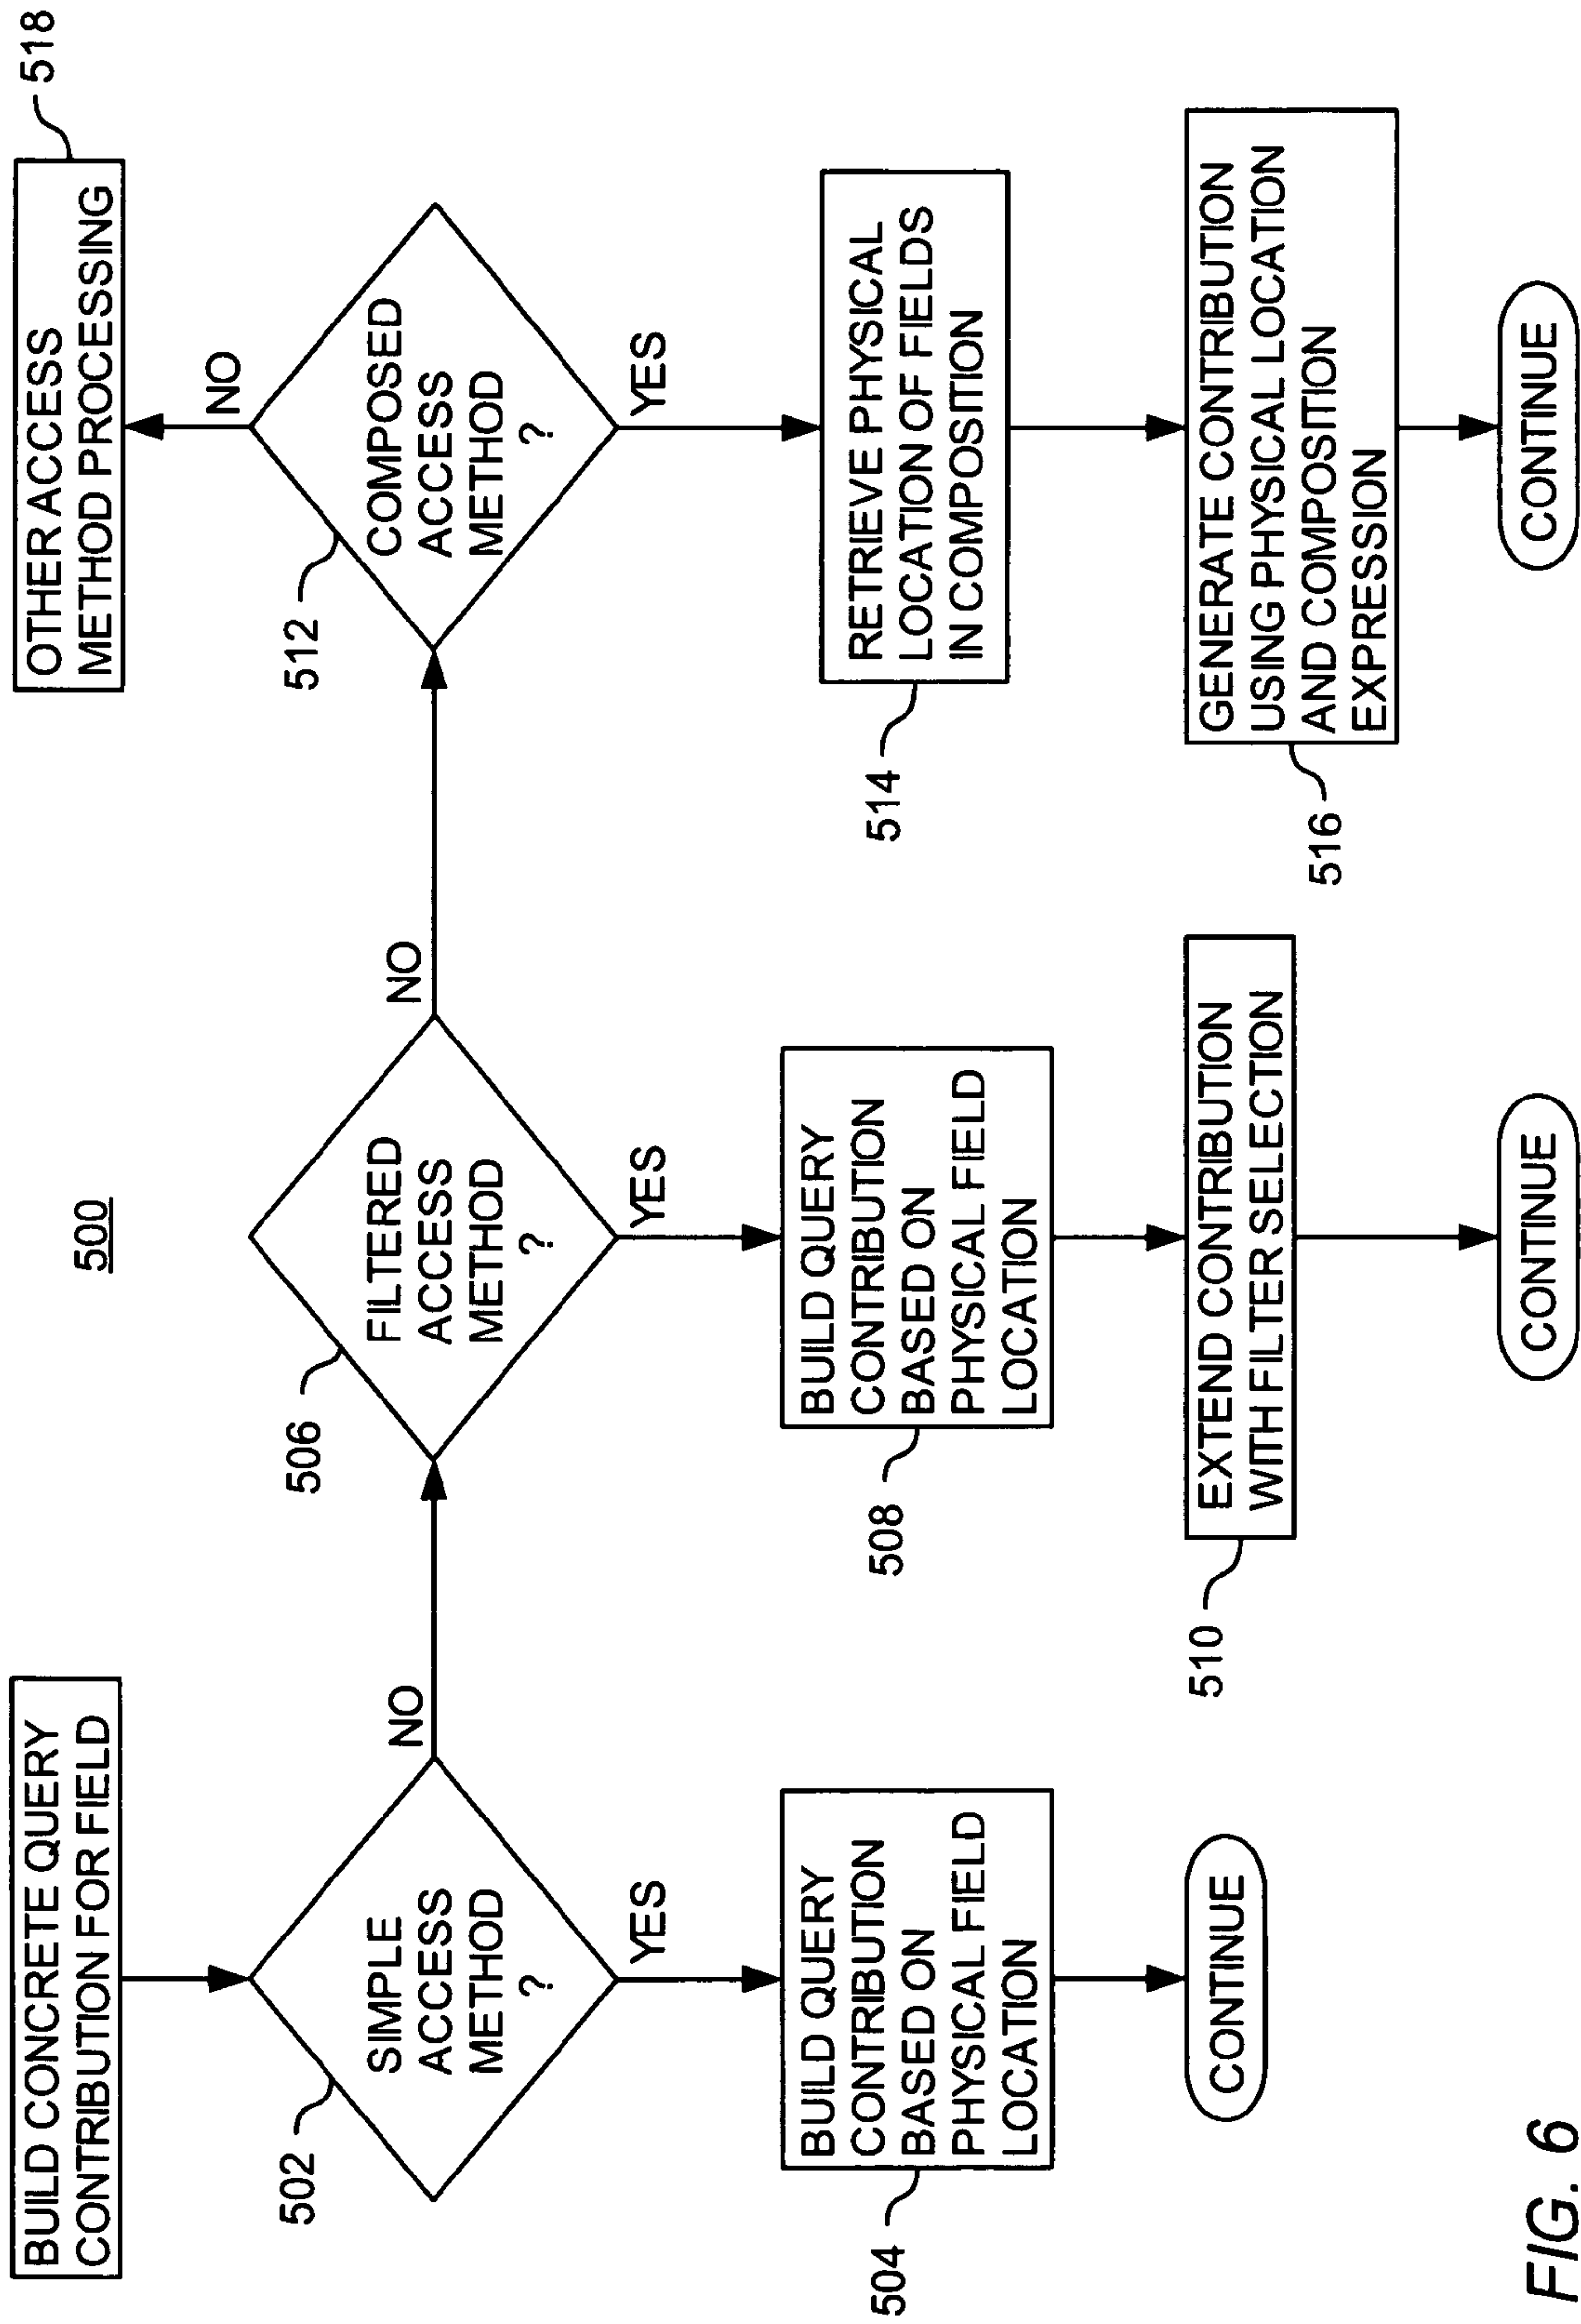 500
BUILD CONCRETE QUERY
CONTRIBUTION FOR FIELD
502
SIMPLE
ACCESS
METHOD
?
NO
YES
504
BUILD QUERY
CONTRIBUTION
BASED ON
PHYSICAL FIELD
LOCATION
CONTINUE
506
FILTERED
ACCESS
METHOD
?
NO
YES
508
BUILD QUERY
CONTRIBUTION
BASED ON
PHYSICAL FIELD
LOCATION
510
EXTEND CONTRIBUTION
WITH FILTER SELECTION
CONTINUE
512
COMPOSED
ACCESS
METHOD
?
NO
OTHER ACCESS
METHOD PROCESSING
518
YES
514
RETRIEVE PHYSICAL
LOCATION OF FIELDS
IN COMPOSITION
516
GENERATE CONTRIBUTION
USING PHYSICAL LOCATION
AND COMPOSITION
EXPRESSION
CONTINUE
FIG. 6